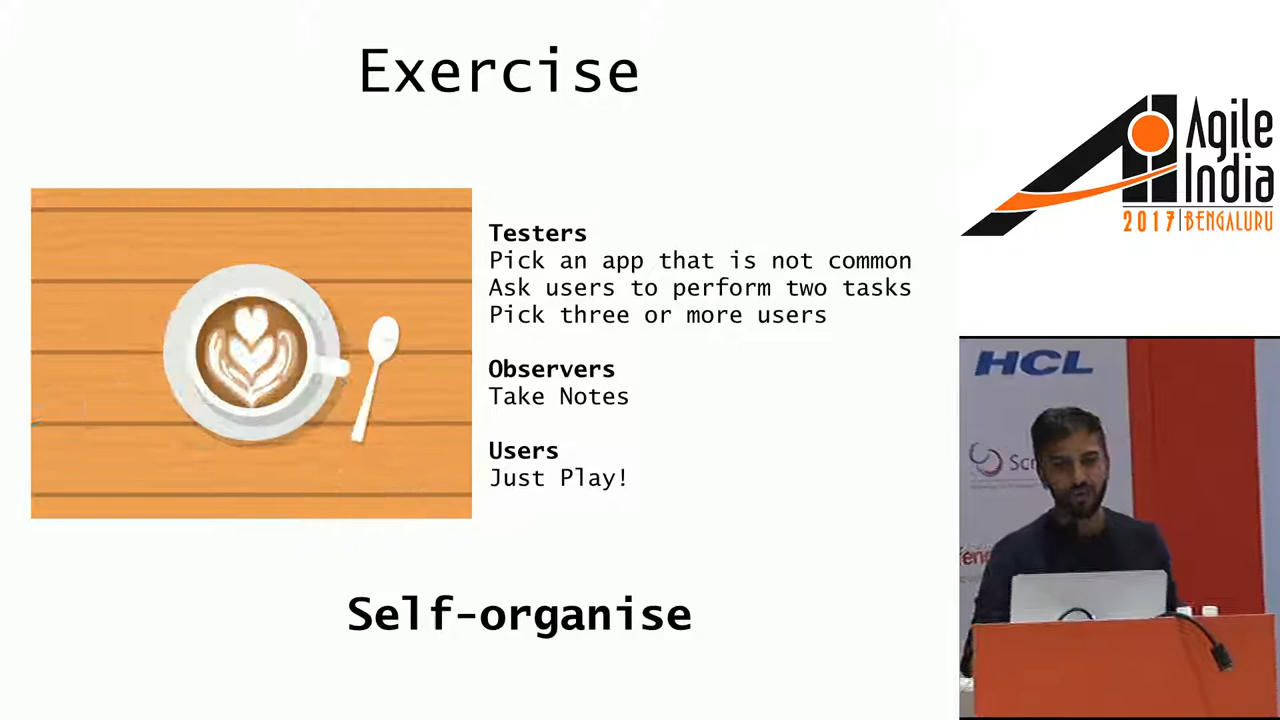 Exercise
Testers
Pick an app that is not common
Ask users to perform two tasks
Pick three or more users
Observers
Take Notes
Users
Just Play!
Self-organise
Agile
India
2017 | BENGALURU
HCL